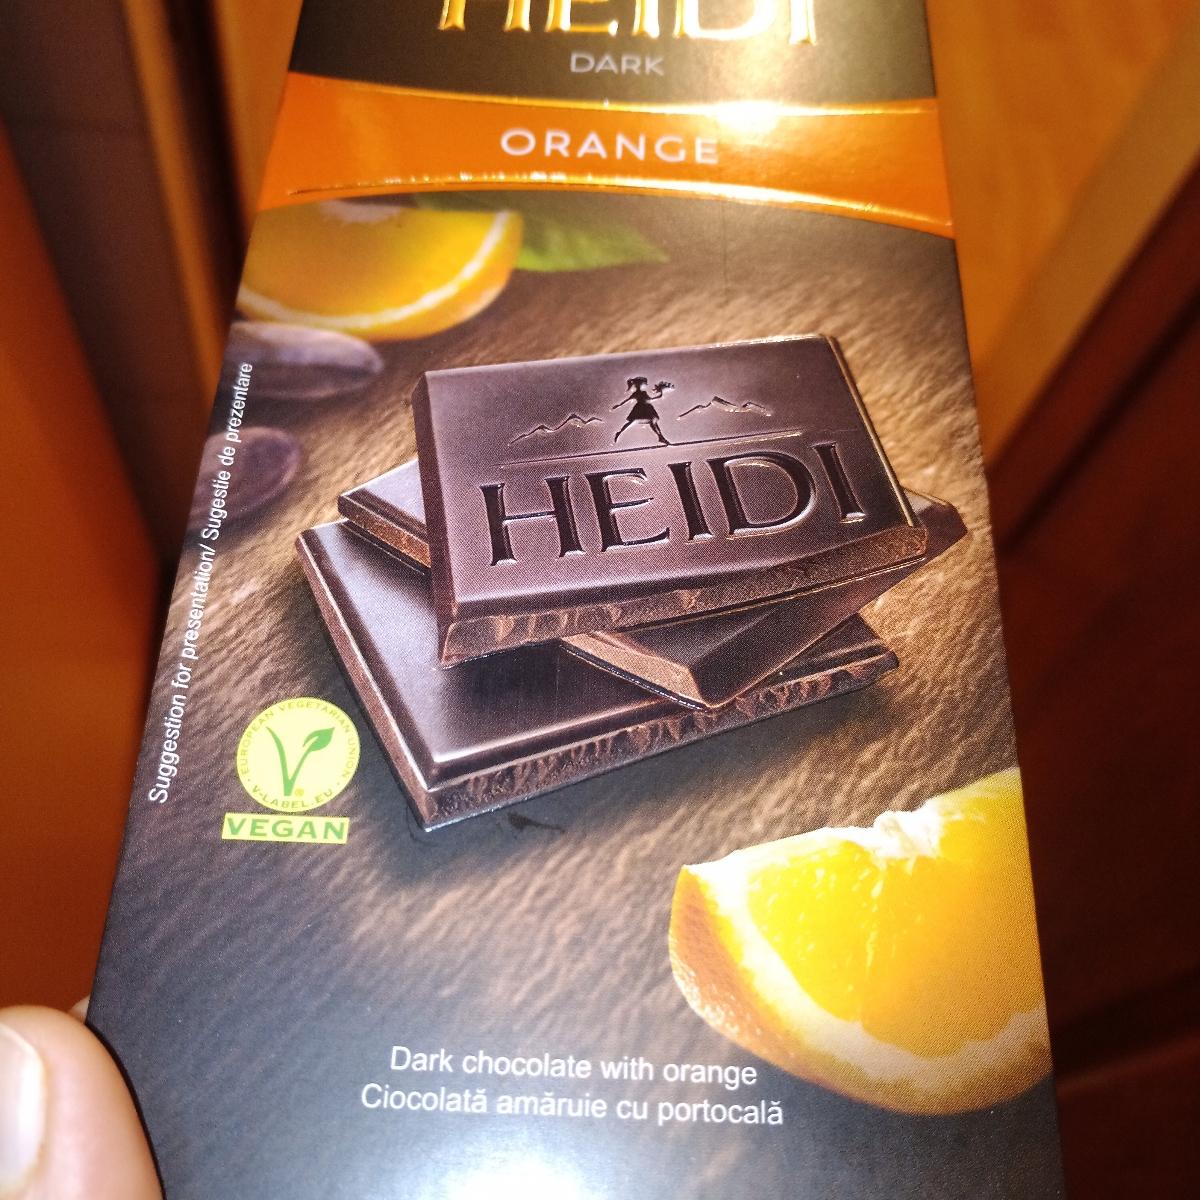 HEIDI
DARK
ORANGE
HEIDI
Suggestion for presentation/ Sugestie de prezentare
EUROPEAN VEGETARIAN UNION
V-LABEL.EU
VEGAN
Dark chocolate with orange
Ciocolată amăruie cu portocală